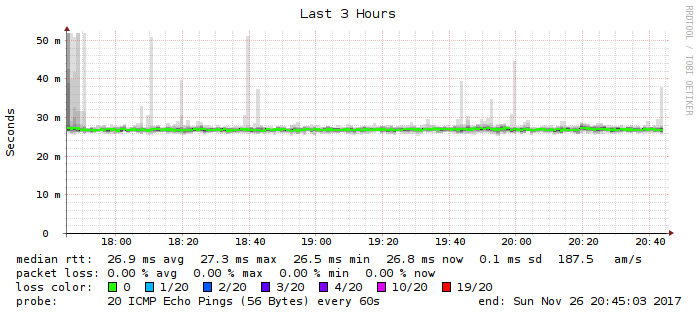 Last 3 Hours
RRDTOOL / TOBI OETIKER
Seconds
50 m
40 m
30 m
20 m
10 m
0
18:00 18:20 18:40 19:00 19:20 19:40 20:00 20:20 20:40
median rtt: 26.9 ms avg 27.3 ms max 26.5 ms min 26.8 ms now 0.1 ms sd 187.5 am/s
packet loss: 0.00 % avg 0.00 % max 0.00 % min 0.00 % now
loss color: 0 1/20 2/20 3/20 4/20 10/20 19/20
probe: 20 ICMP Echo Pings (56 Bytes) every 60s end: Sun Nov 26 20:45:03 2017